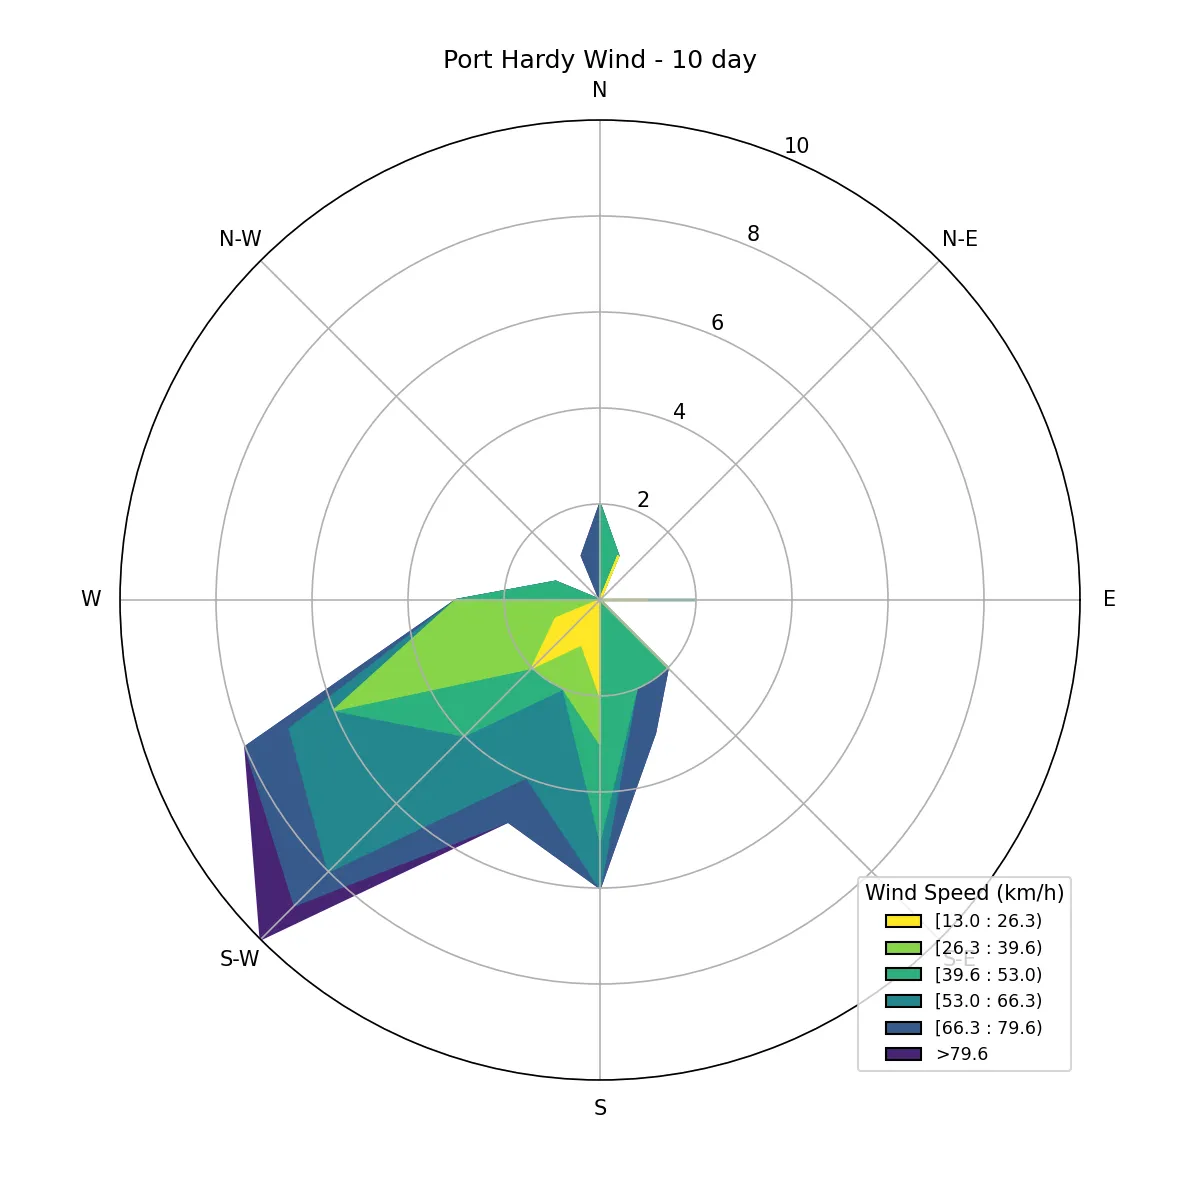 Port Hardy Wind - 10 day
N
10
N-W
N-E
8
6
4
2
W
E
Wind Speed (km/h)
[13.0 : 26.3)
[26.3 : 39.6)
S-W
S-E
[39.6 : 53.0)
[53.0 : 66.3)
[66.3 : 79.6)
>79.6
S